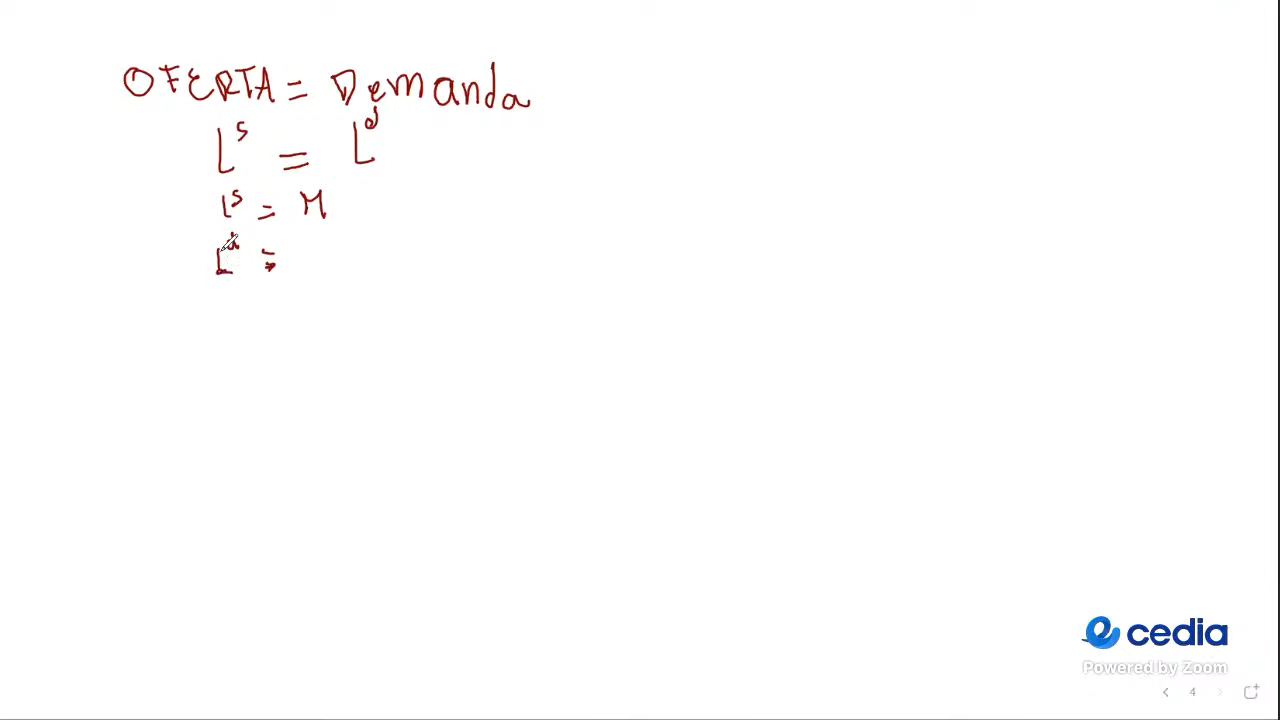 OFERTA = Demanda
L^s = L^d
L^s = M
L^d =
cedia
Powered by Zoom
4